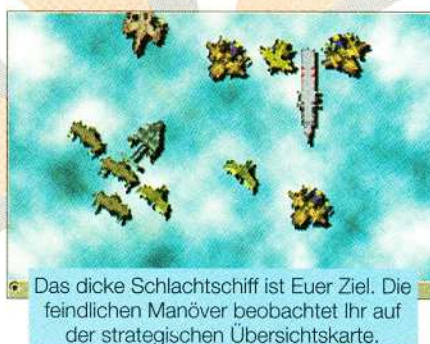 Das dicke Schlachtschiff ist Euer Ziel. Die
feindlichen Manöver beobachtet Ihr auf
der strategischen Übersichtskarte.